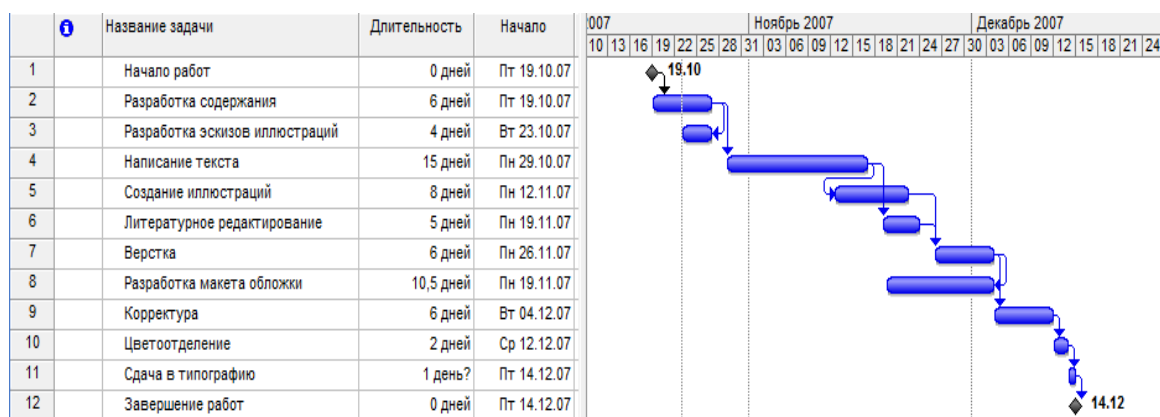 Название задачи Длительность Начало 2007 Ноябрь 2007 Декабрь 2007
10 13 16 19 22 25 28 31 03 06 09 12 15 18 21 24 27 30 03 06 09 12 15 18 21 24
1 Начало работ 0 дней Пт 19.10.07 19.10
2 Разработка содержания 6 дней Пт 19.10.07
3 Разработка эскизов иллюстраций 4 дней Вт 23.10.07
4 Написание текста 15 дней Пн 29.10.07
5 Создание иллюстраций 8 дней Пн 12.11.07
6 Литературное редактирование 5 дней Пн 19.11.07
7 Верстка 6 дней Пн 26.11.07
8 Разработка макета обложки 10,5 дней Пн 19.11.07
9 Корректура 6 дней Вт 04.12.07
10 Цветоотделение 2 дней Ср 12.12.07
11 Сдача в типографию 1 день? Пт 14.12.07
12 Завершение работ 0 дней Пт 14.12.07 14.12